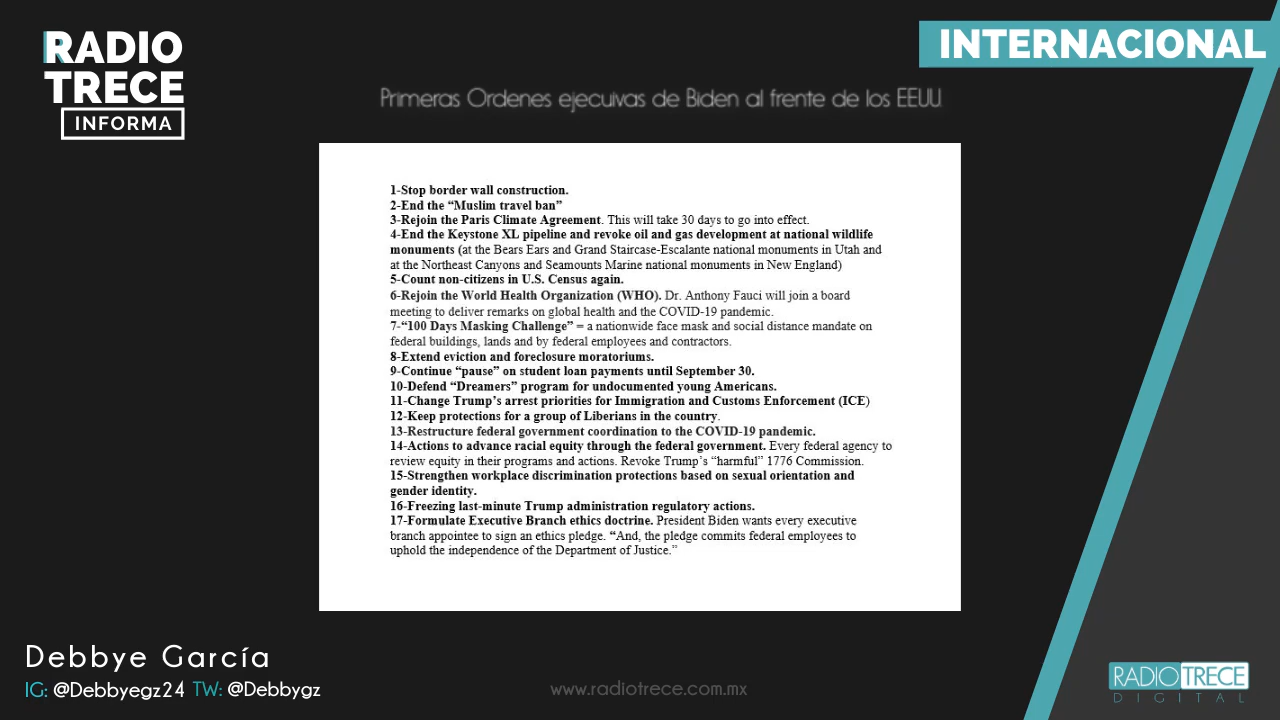 RADIO
TRECE
INFORMA
INTERNACIONAL
Primeras Ordenes ejecuivas de Biden al frente de los EEUU
1-Stop border wall construction.
2-End the “Muslim travel ban”
3-Rejoin the Paris Climate Agreement. This will take 30 days to go into effect.
4-End the Keystone XL pipeline and revoke oil and gas development at national wildlife
monuments (at the Bears Ears and Grand Staircase-Escalante national monuments in Utah and
at the Northeast Canyons and Seamounts Marine national monuments in New England)
5-Count non-citizens in U.S. Census again.
6-Rejoin the World Health Organization (WHO). Dr. Anthony Fauci will join a board
meeting to deliver remarks on global health and the COVID-19 pandemic.
7-“100 Days Masking Challenge” = a nationwide face mask and social distance mandate on
federal buildings, lands and by federal employees and contractors.
8-Extend eviction and foreclosure moratoriums.
9-Continue “pause” on student loan payments until September 30.
10-Defend “Dreamers” program for undocumented young Americans.
11-Change Trump’s arrest priorities for Immigration and Customs Enforcement (ICE)
12-Keep protections for a group of Liberians in the country.
13-Restructure federal government coordination to the COVID-19 pandemic.
14-Actions to advance racial equity through the federal government. Every federal agency to
review equity in their programs and actions. Revoke Trump’s “harmful” 1776 Commission.
15-Strengthen workplace discrimination protections based on sexual orientation and
gender identity.
16-Freezing last-minute Trump administration regulatory actions.
17-Formulate Executive Branch ethics doctrine. President Biden wants every executive
branch appointee to sign an ethics pledge. “And, the pledge commits federal employees to
uphold the independence of the Department of Justice.”
Debbye García
IG: @Debbyegz24 TW: @Debbygz
www.radiotrece.com.mx
RADIO TRECE
DIGITAL